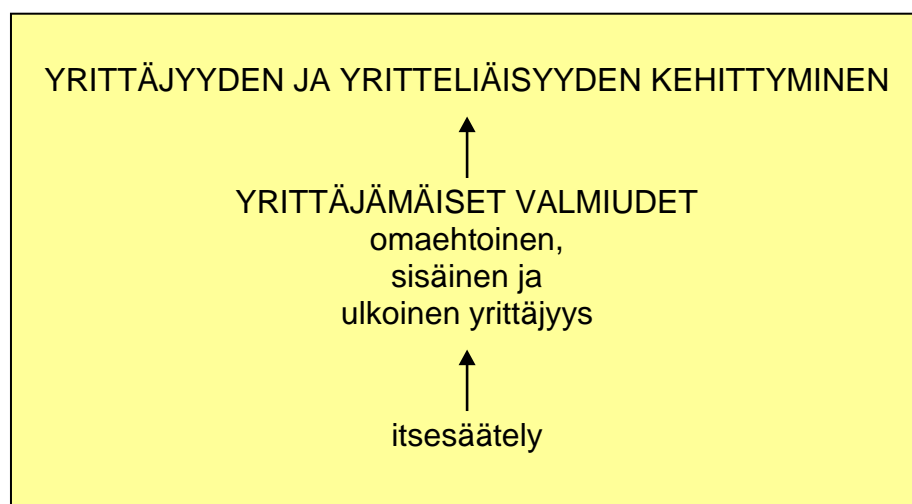 YRITTÄJYYDEN JA YRITTELIÄISYYDEN KEHITTYMINEN
YRITTÄJÄMÄISET VALMIUDET
omaehtoinen,
sisäinen ja
ulkoinen yrittäjyys
itsesäätely